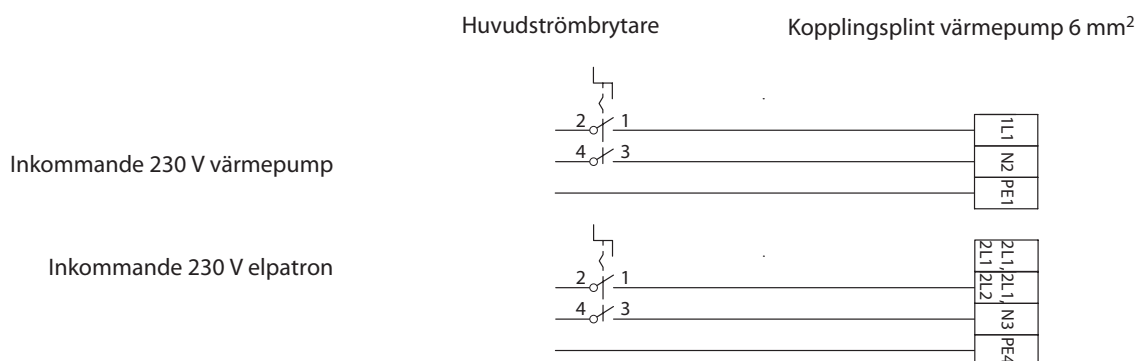 Huvudströmbrytare
Kopplingsplint värmepump 6 mm²
Inkommande 230 V värmepump
2 1
4 3
1L1
N2
PE1
Inkommande 230 V elpatron
2 1
4 3
2L1, 2L1,
2L1 2L2
N3
PE4